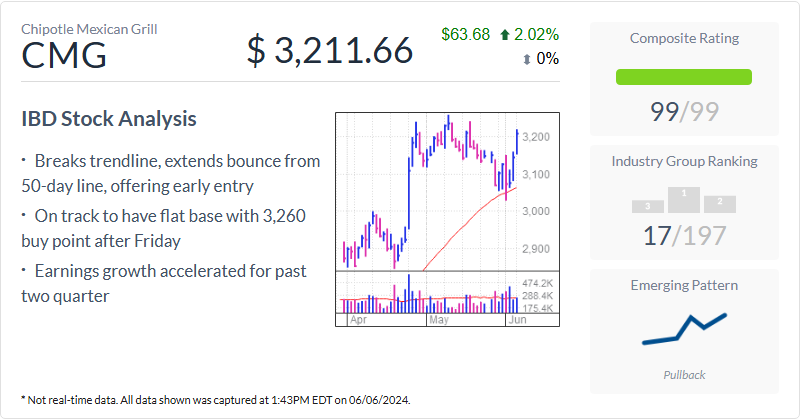 Chipotle Mexican Grill
CMG
$ 3,211.66
$63.68 2.02%
0%
IBD Stock Analysis
· Breaks trendline, extends bounce from
50-day line, offering early entry
· On track to have flat base with 3,260
buy point after Friday
· Earnings growth accelerated for past
two quarter
3,200
3,100
3,000
2,900
474.2K
288.4K
175.4K
Apr May Jun
Composite Rating
99/99
Industry Group Ranking
3 1 2
17/197
Emerging Pattern
Pullback
* Not real-time data. All data shown was captured at 1:43PM EDT on 06/06/2024.